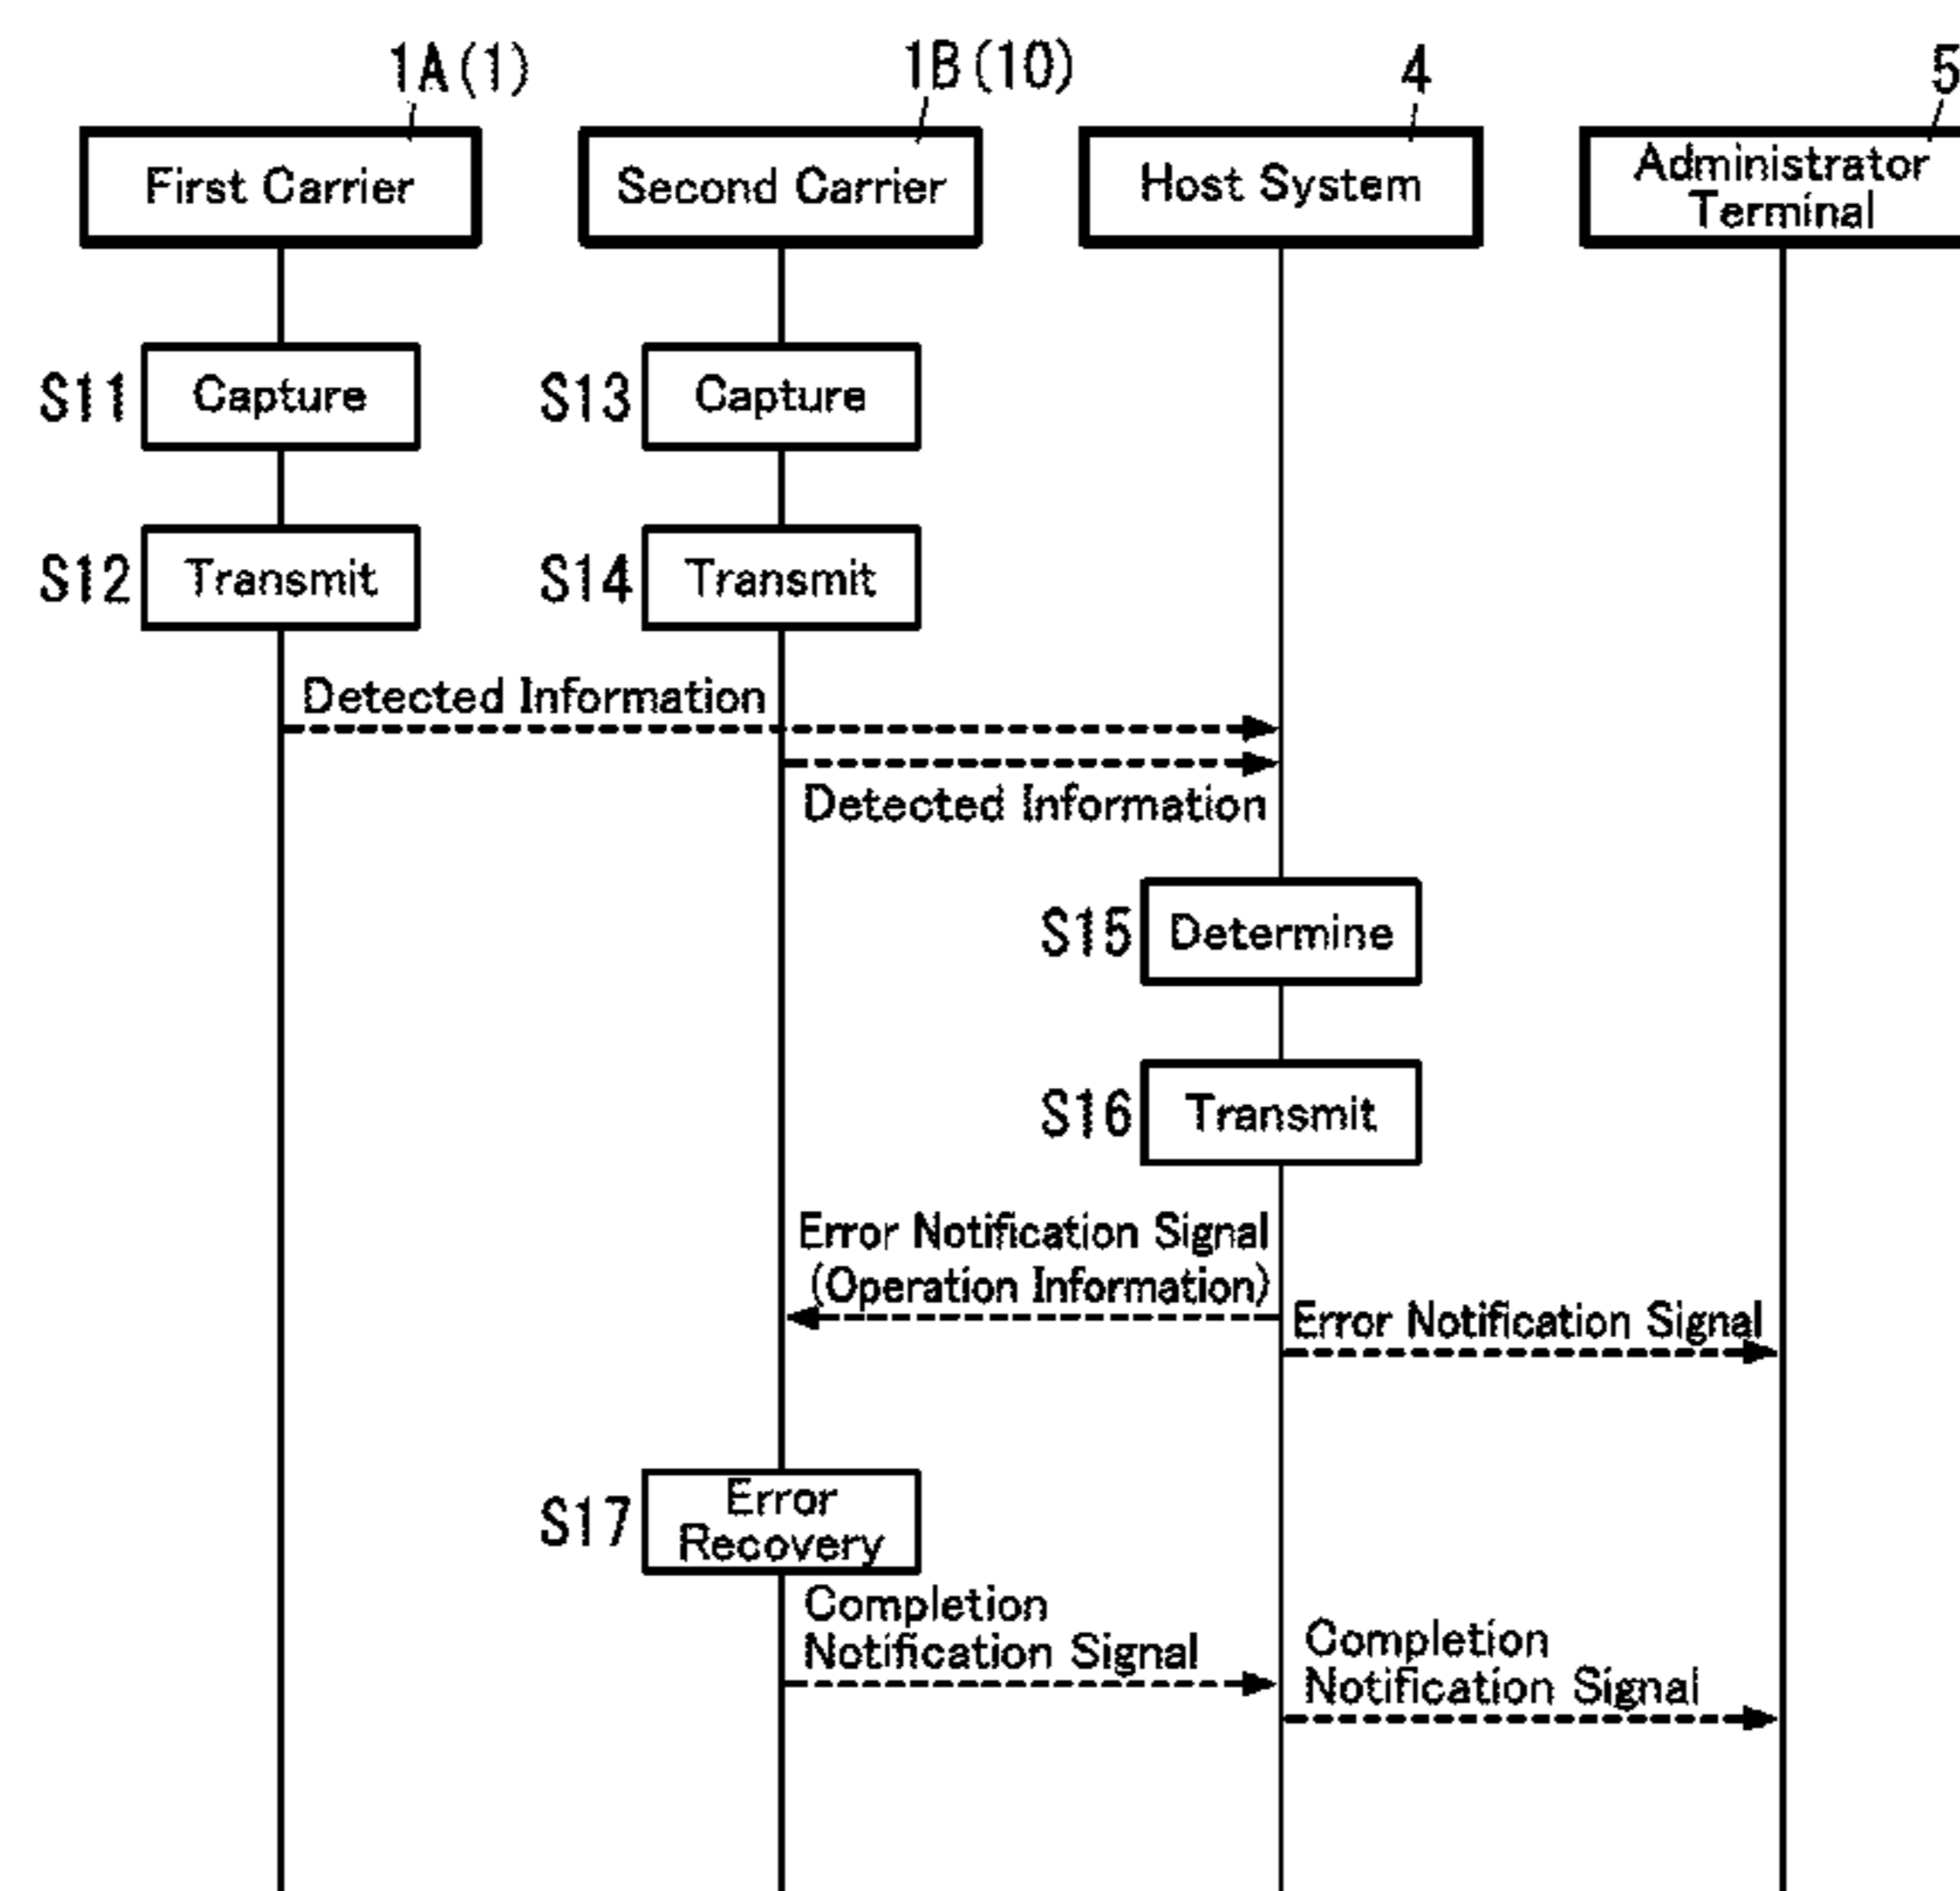 1A(1)
1B(10)
4
5
First Carrier
Second Carrier
Host System
Administrator
Terminal
S11
Capture
S13
Capture
S12
Transmit
S14
Transmit
Detected Information
Detected Information
S15
Determine
S16
Transmit
Error Notification Signal
(Operation Information)
Error Notification Signal
S17
Error
Recovery
Completion
Notification Signal
Completion
Notification Signal